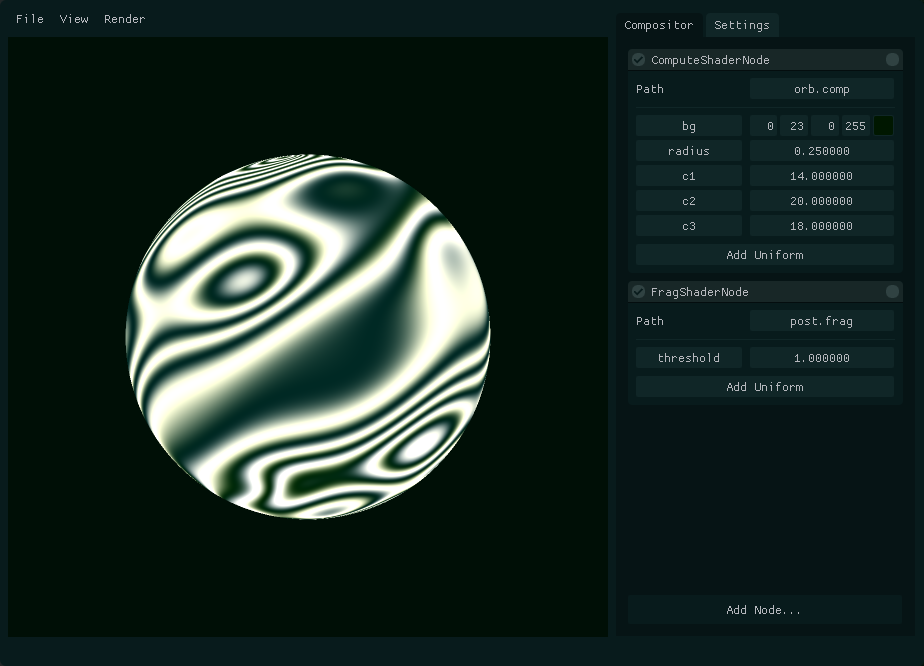 File View Render
Compositor Settings
ComputeShaderNode
Path orb.comp
bg 0 23 0 255
radius 0.250000
c1 14.000000
c2 20.000000
c3 18.000000
Add Uniform
FragShaderNode
Path post.frag
threshold 1.000000
Add Uniform
Add Node...